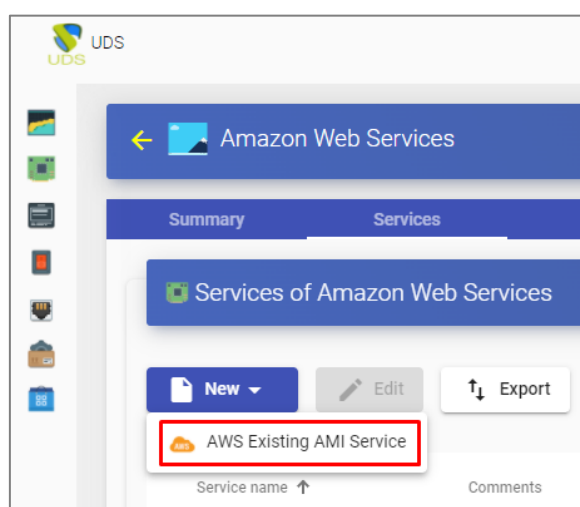 UDS
UDS
Amazon Web Services
Summary Services
Services of Amazon Web Services
New Edit Export
AWS AWS Existing AMI Service
Service name Comments